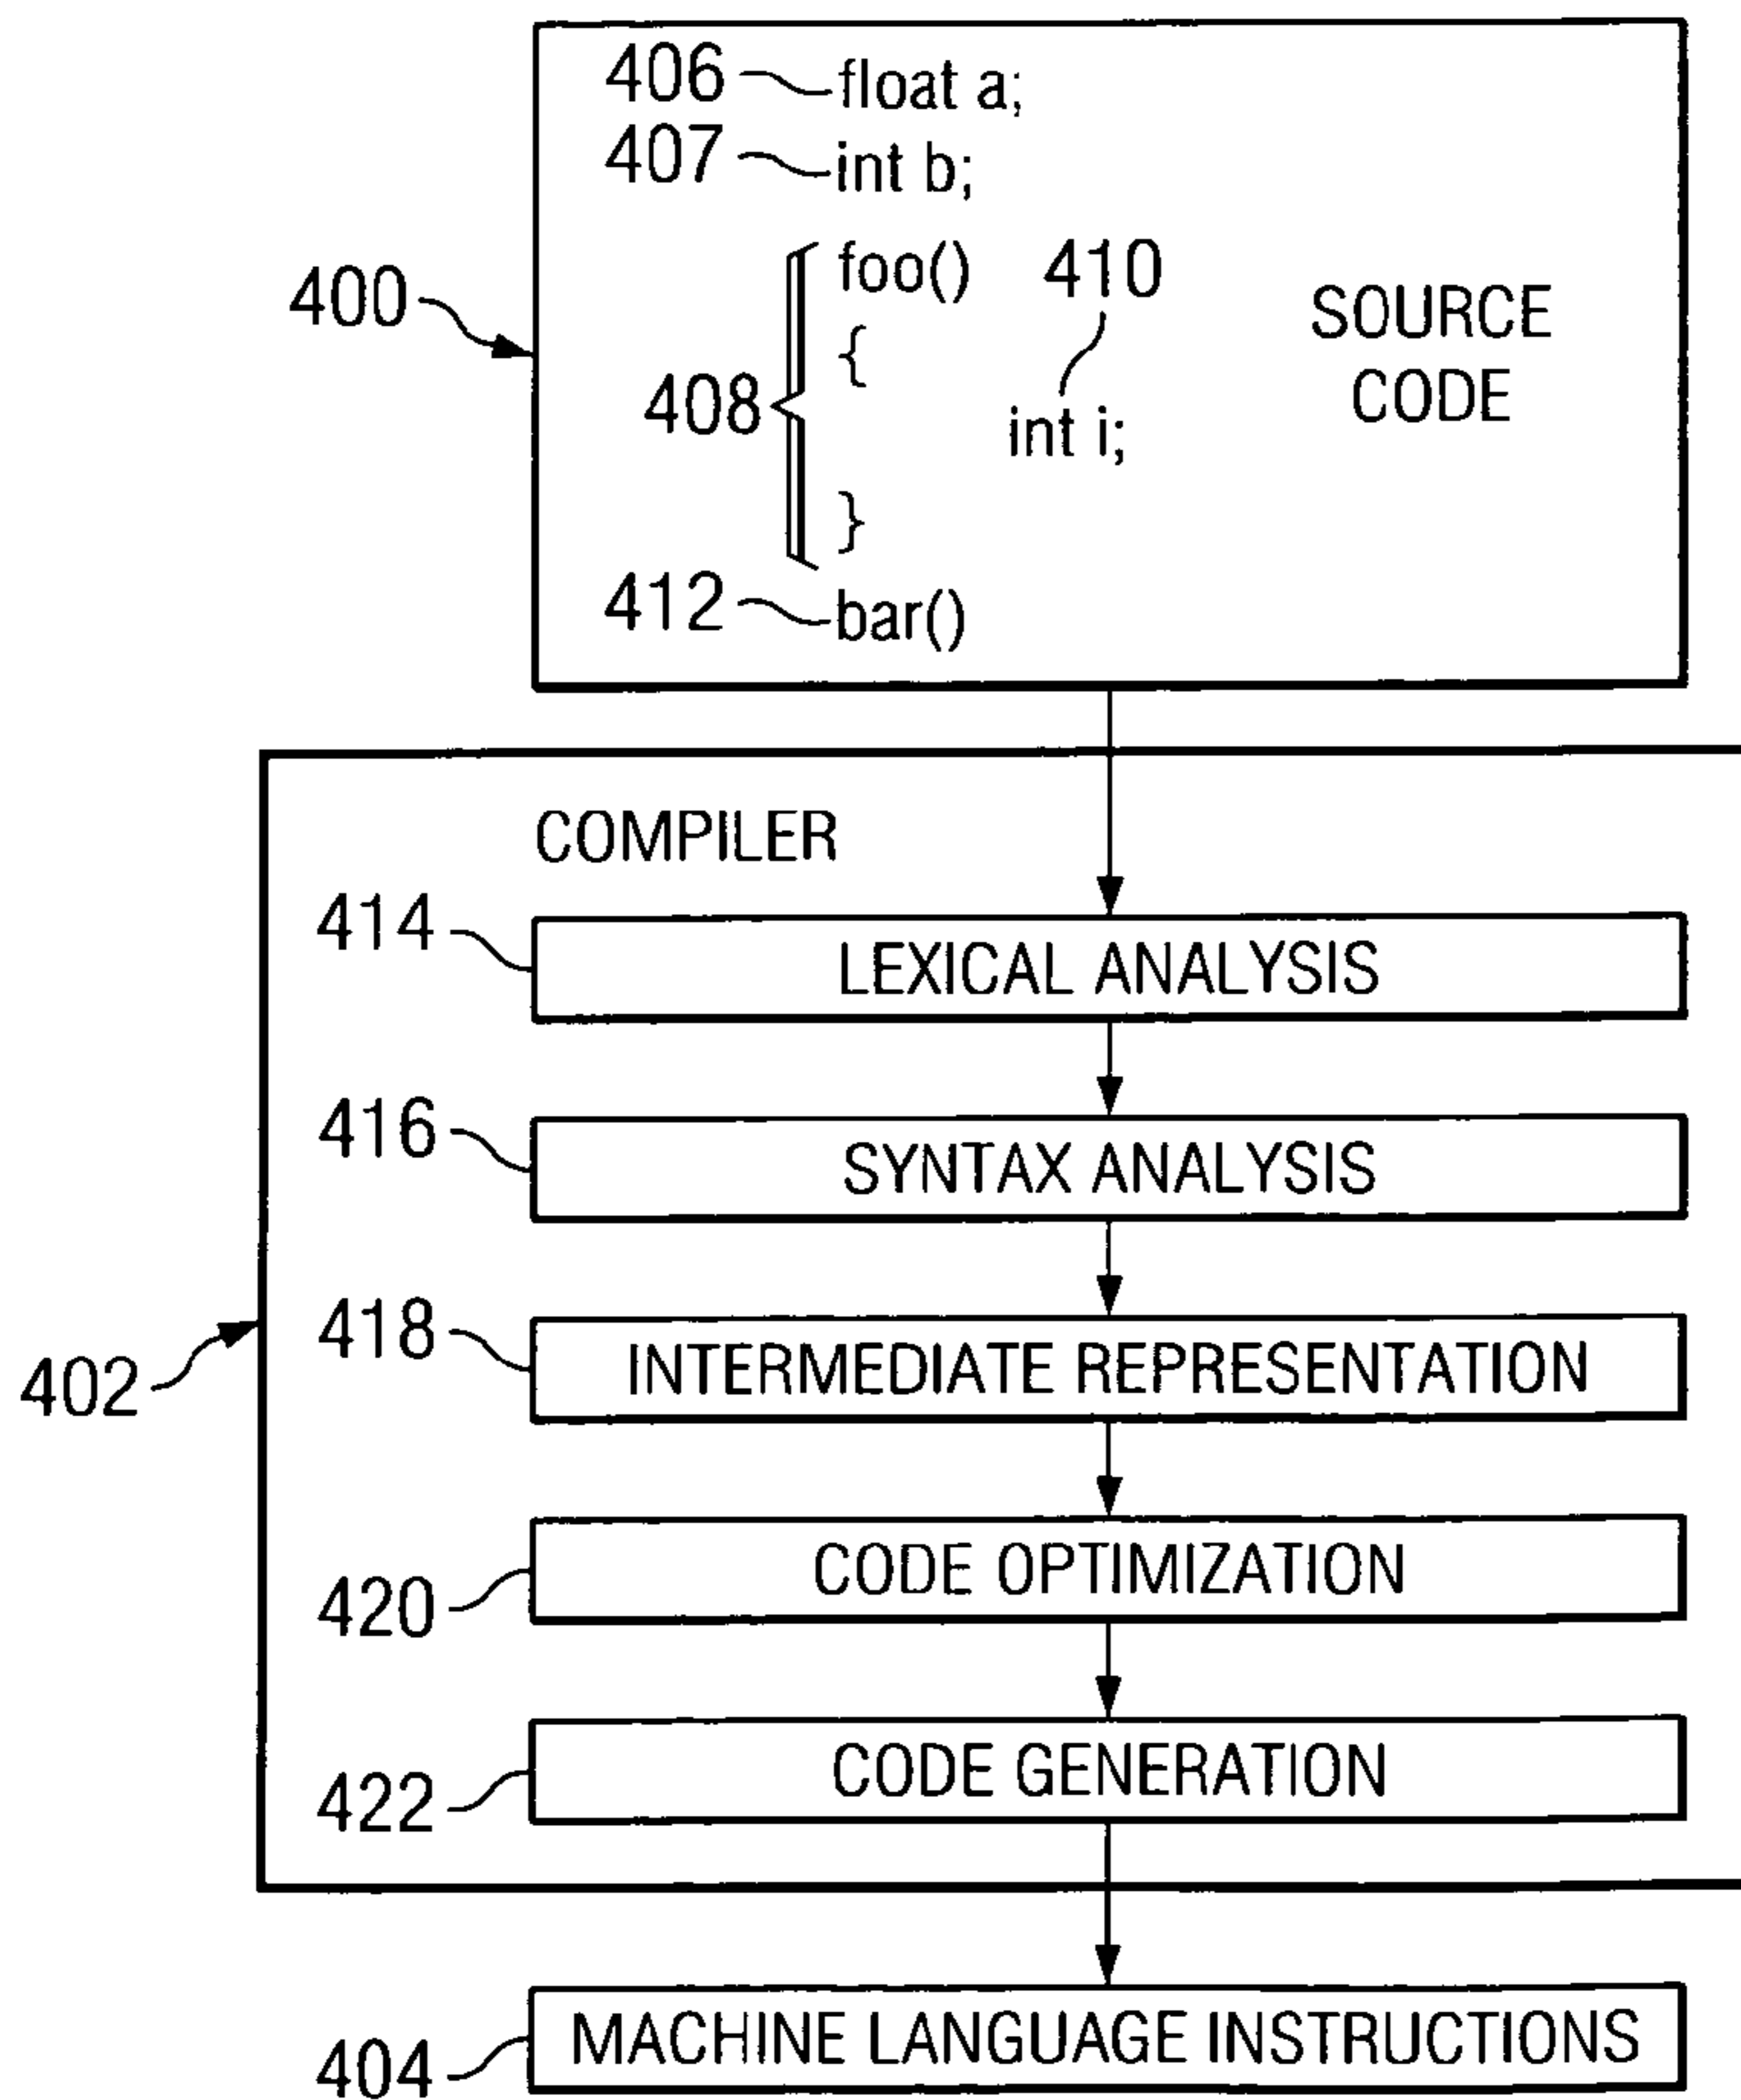 406 float a;
407 int b;
foo() 410
400
{
SOURCE
CODE
408
int i;
}
412 bar()
COMPILER
414
LEXICAL ANALYSIS
416
SYNTAX ANALYSIS
418
INTERMEDIATE REPRESENTATION
402
CODE OPTIMIZATION
420
CODE GENERATION
422
MACHINE LANGUAGE INSTRUCTIONS
404